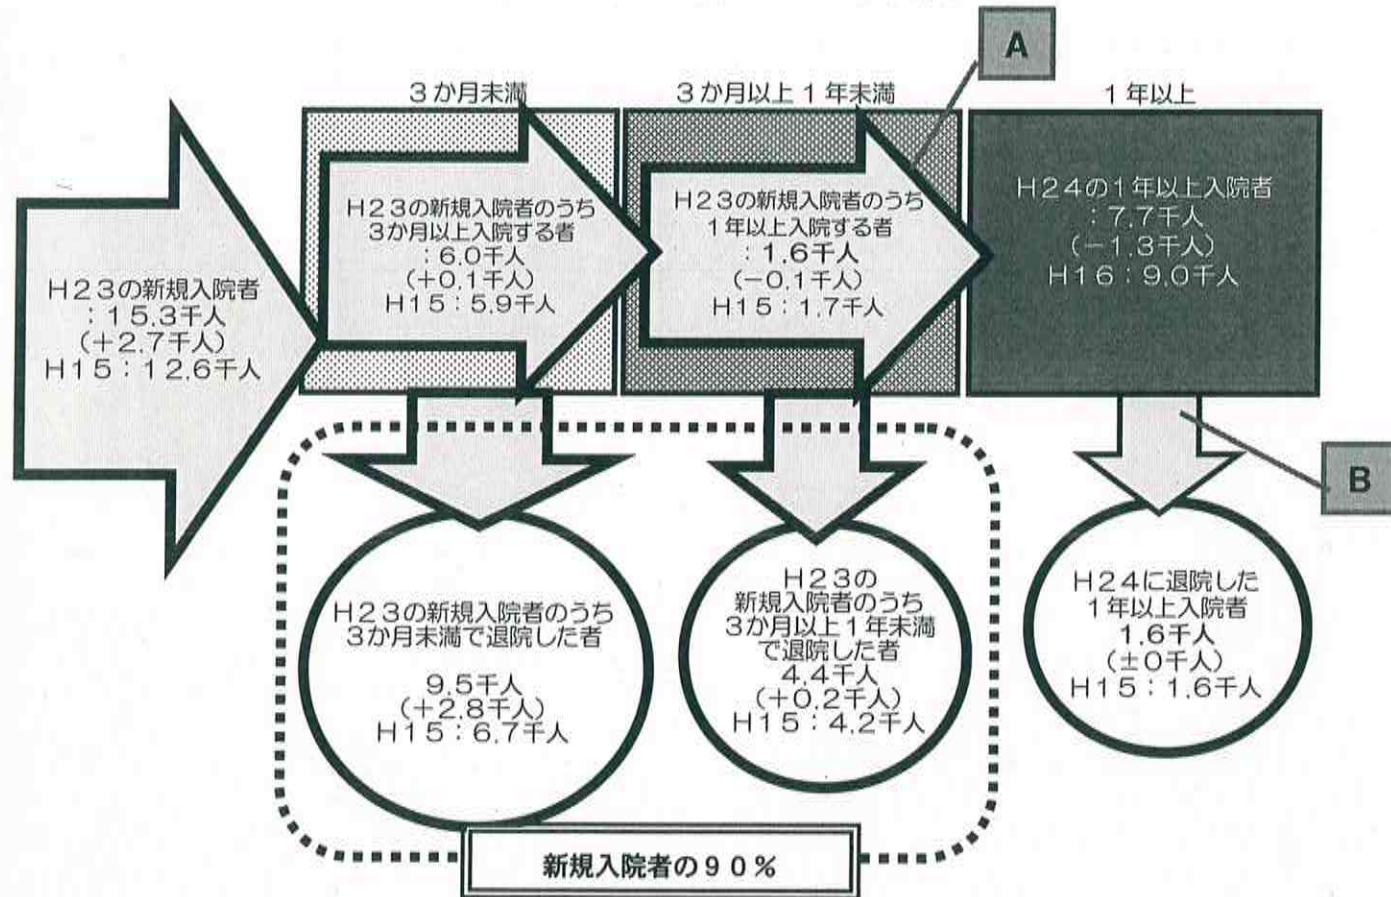 A
3か月未満
3か月以上1年未満
1年以上
H23の新規入院者
:15.3千人
(+2.7千人)
H15:12.6千人
H23の新規入院者のうち
3か月以上入院する者
:6.0千人
(+0.1千人)
H15:5.9千人
H23の新規入院者のうち
1年以上入院する者
:1.6千人
(−0.1千人)
H15:1.7千人
H24の1年以上入院者
:7.7千人
(−1.3千人)
H16:9.0千人
B
H23の新規入院者のうち
3か月未満で退院した者
9.5千人
(+2.8千人)
H15:6.7千人
H23の
新規入院者のうち
3か月以上1年未満
で退院した者
4.4千人
(+0.2千人)
H15:4.2千人
H24に退院した
1年以上入院者
1.6千人
(±0千人)
H15:1.6千人
新規入院者の90%